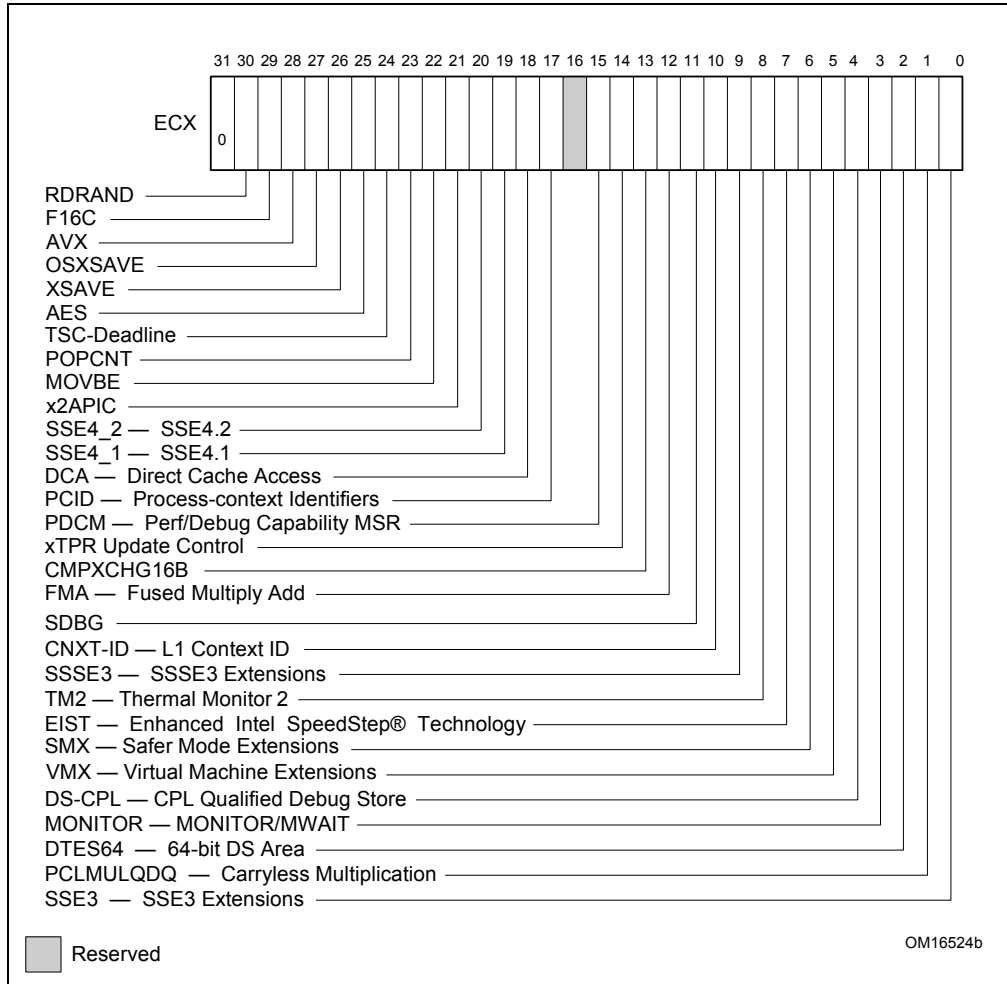 31 30 29 28 27 26 25 24 23 22 21 20 19 18 17 16 15 14 13 12 11 10 9 8 7 6 5 4 3 2 1 0
ECX
0
RDRAND
F16C
AVX
OSXSAVE
XSAVE
AES
TSC-Deadline
POPCNT
MOVBE
x2APIC
SSE4_2 — SSE4.2
SSE4_1 — SSE4.1
DCA — Direct Cache Access
PCID — Process-context Identifiers
PDCM — Perf/Debug Capability MSR
xTPR Update Control
CMPXCHG16B
FMA — Fused Multiply Add
SDBG
CNXT-ID — L1 Context ID
SSSE3 — SSSE3 Extensions
TM2 — Thermal Monitor 2
EIST — Enhanced Intel SpeedStep® Technology
SMX — Safer Mode Extensions
VMX — Virtual Machine Extensions
DS-CPL — CPL Qualified Debug Store
MONITOR — MONITOR/MWAIT
DTES64 — 64-bit DS Area
PCLMULQDQ — Carryless Multiplication
SSE3 — SSE3 Extensions
Reserved
OM16524b